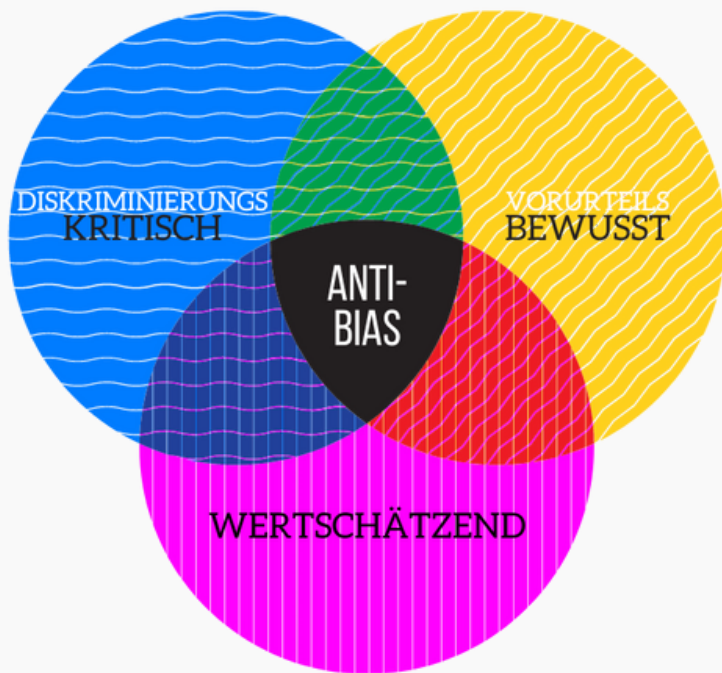 DISKRIMINIERUNGS
KRITISCH
VORURTEILS
BEWUSST
ANTI-
BIAS
WERTSCHÄTZEND